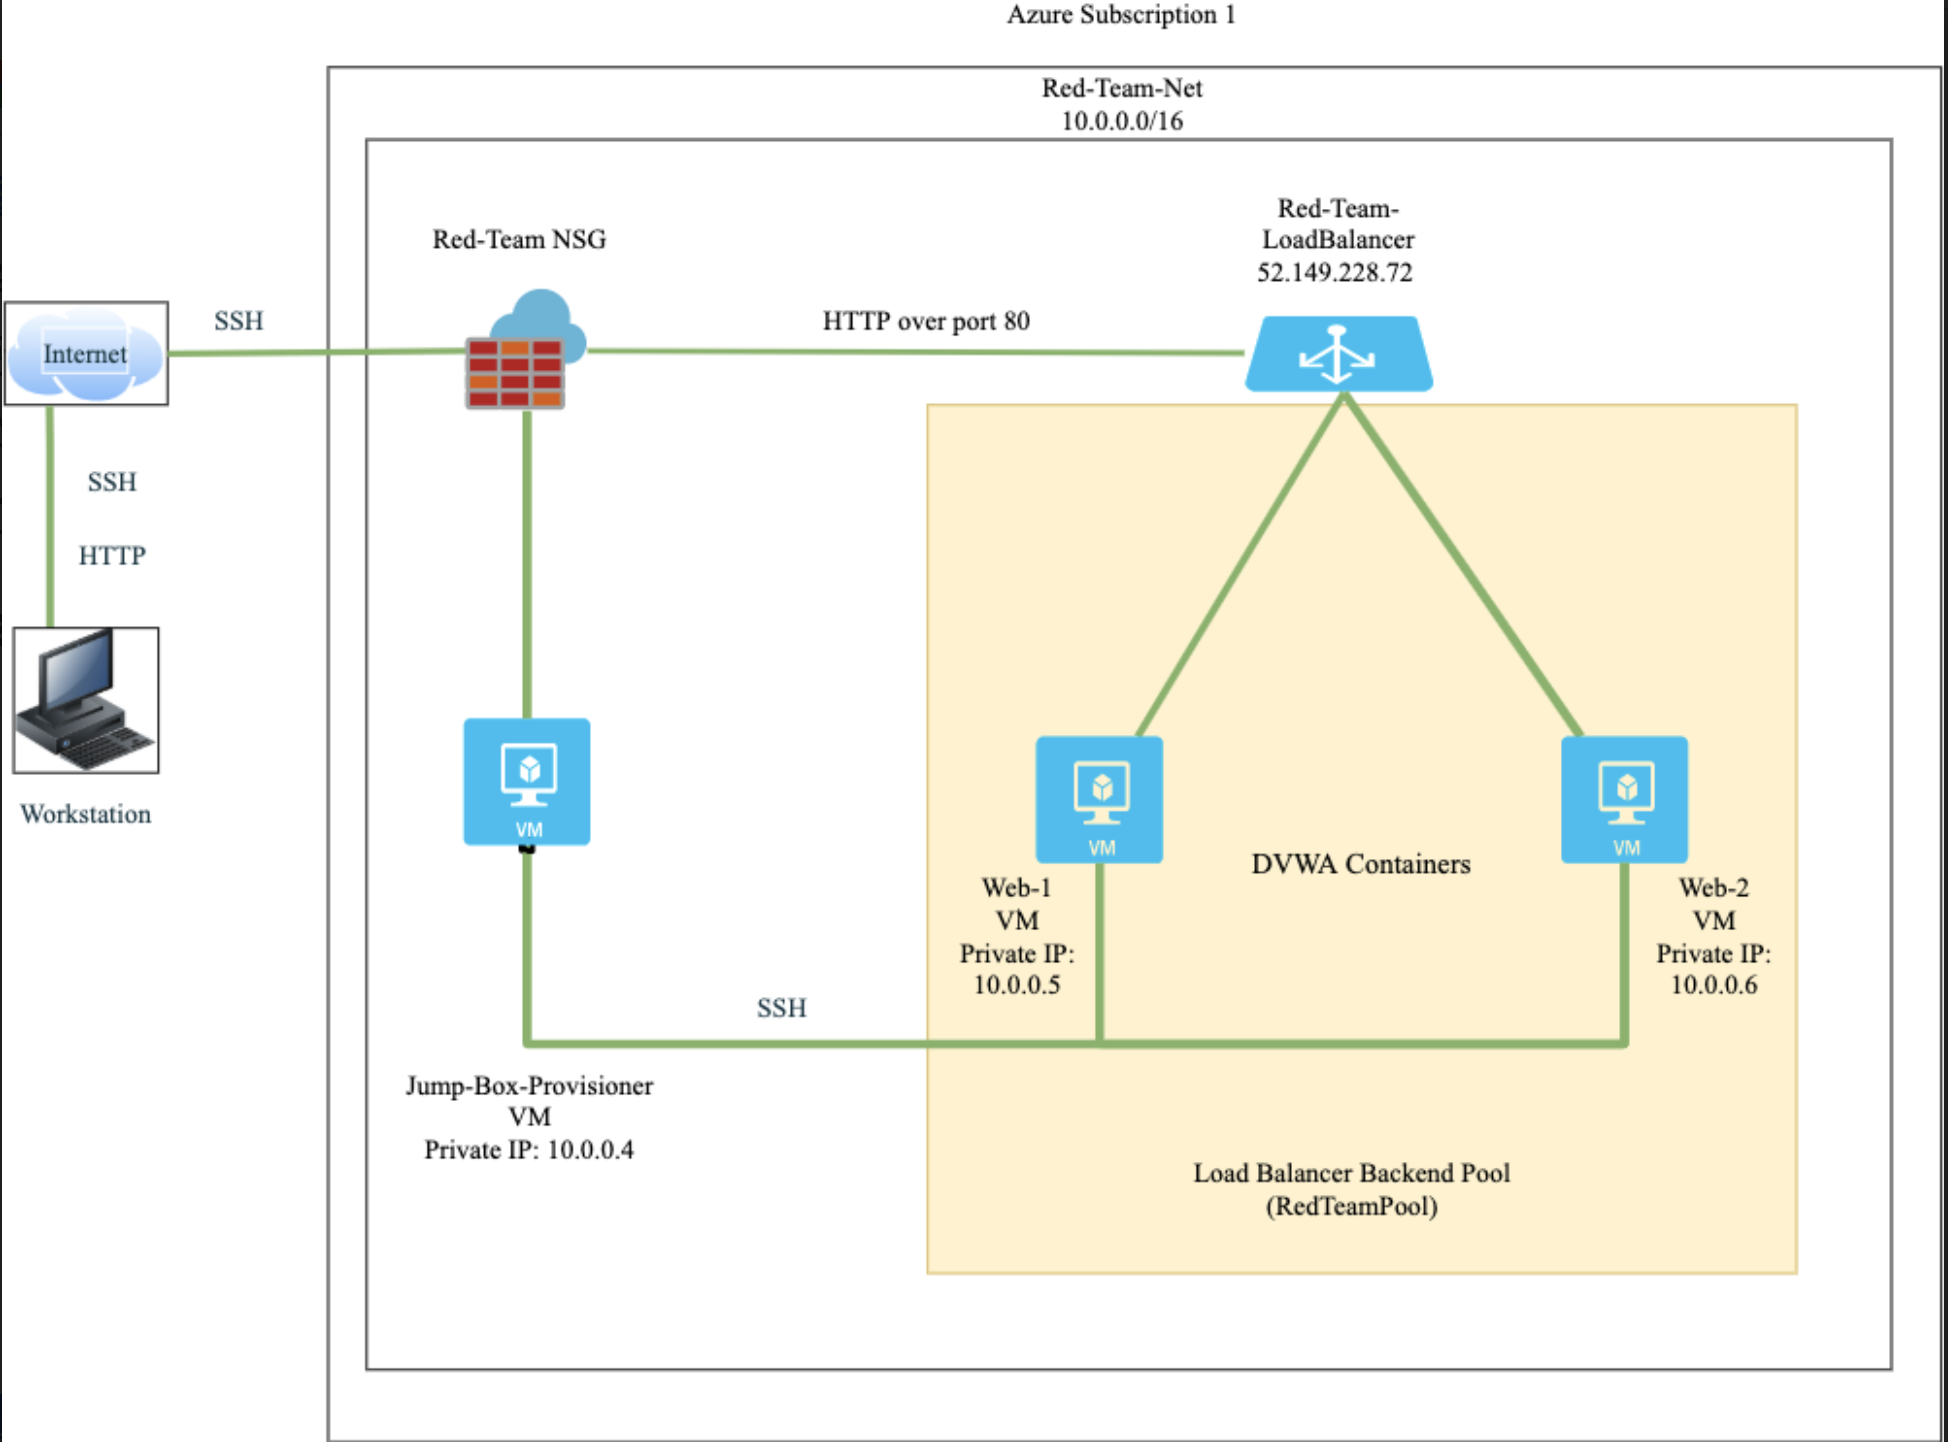 Azure Subscription 1
Red-Team-Net
10.0.0.0/16
Red-Team NSG
Red-Team-
LoadBalancer
52.149.228.72
Internet
SSH
HTTP over port 80
SSH
HTTP
Workstation
VM
VM
VM
DVWA Containers
Web-1
VM
Private IP:
10.0.0.5
Web-2
VM
Private IP:
10.0.0.6
SSH
Jump-Box-Provisioner
VM
Private IP: 10.0.0.4
Load Balancer Backend Pool
(RedTeamPool)